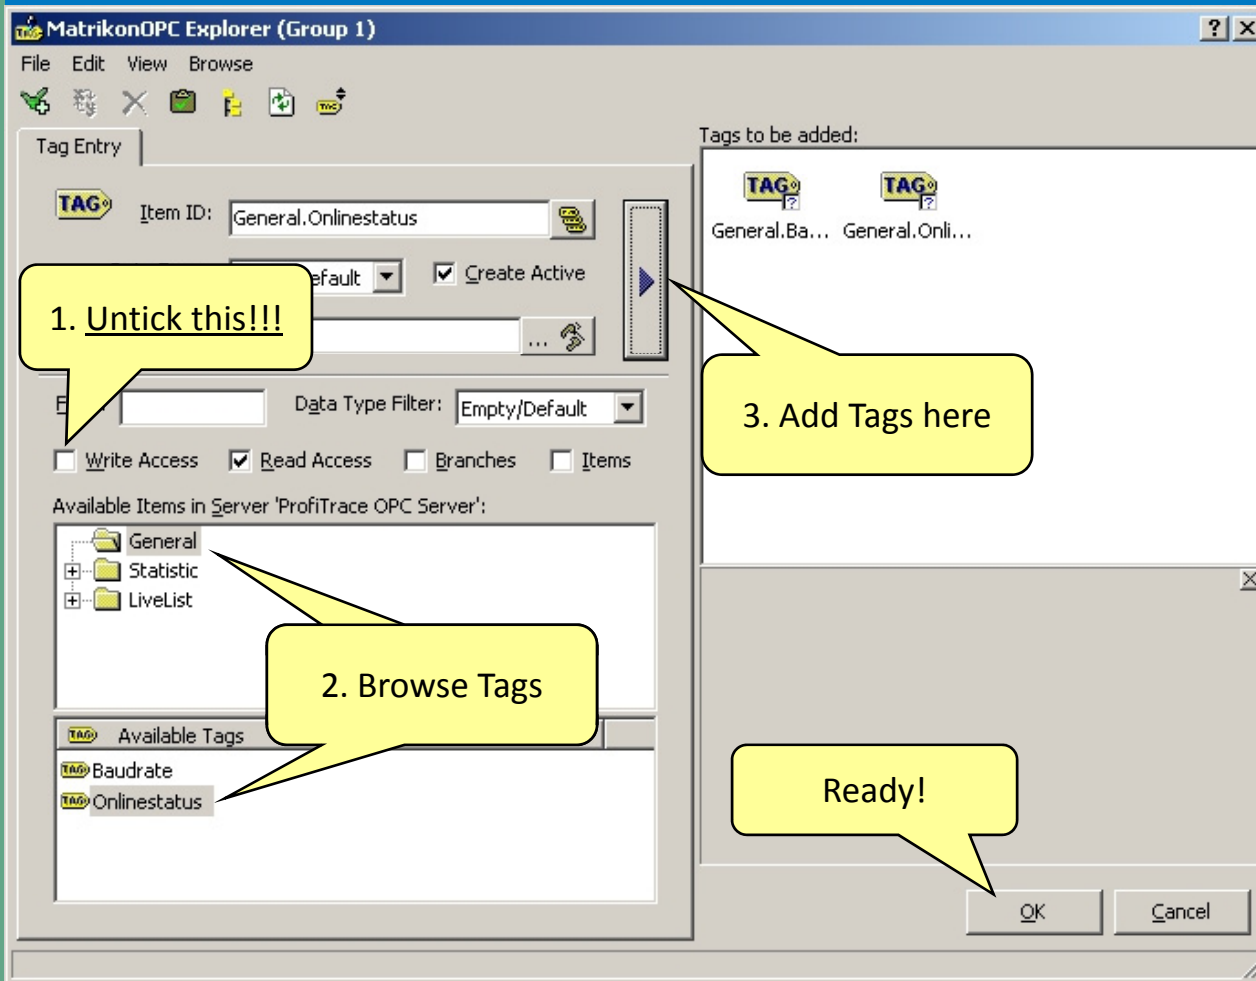 MatrikonOPC Explorer (Group 1)
File Edit View Browse
Tag Entry
Tags to be added:
TAG
Item ID: General.Onlinestatus
TAG TAG
General.Ba... General.Onli...
Create Active
1. Untick this!!!
...
3. Add Tags here
Data Type Filter: Empty/Default
Write Access Read Access Branches Items
Available Items in Server 'ProfiTrace OPC Server':
General
Statistic
LiveList
2. Browse Tags
Available Tags
Baudrate
Onlinestatus
Ready!
OK Cancel